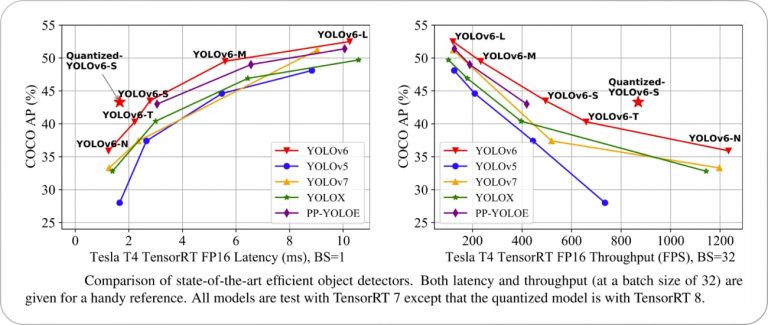 55
50
45
40
35
30
25
COCO AP (%)
YOLOv6-L
YOLOv6-M
Quantized-
YOLOv6-S
YOLOv6-S
YOLOv6-T
YOLOv6-N
YOLOv6
YOLOv5
YOLOv7
YOLOX
PP-YOLOE
0 2 4 6 8 10
Tesla T4 TensorRT FP16 Latency (ms), BS=1
55
50
45
40
35
30
25
COCO AP (%)
YOLOv6-L
YOLOv6-M
Quantized-
YOLOv6-S
YOLOv6-S
YOLOv6-T
YOLOv6-N
YOLOv6
YOLOv5
YOLOv7
YOLOX
PP-YOLOE
0 200 400 600 800 1000 1200
Tesla T4 TensorRT FP16 Throughput (FPS), BS=32
Comparison of state-of-the-art efficient object detectors. Both latency and throughput (at a batch size of 32) are
given for a handy reference. All models are test with TensorRT 7 except that the quantized model is with TensorRT 8.